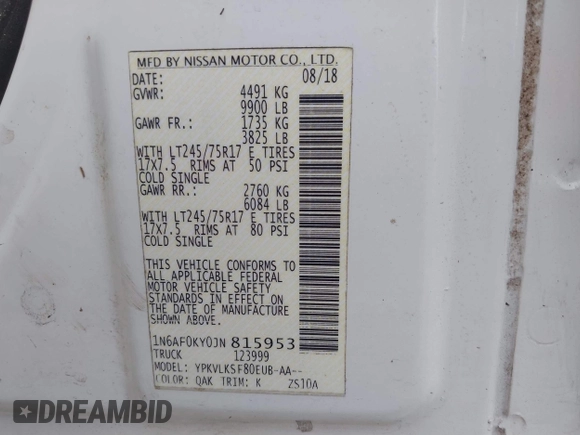 MFD BY NISSAN MOTOR CO., LTD.
DATE: 08/18
GVWR: 4491 KG
9900 LB
GAWR FR.: 1735 KG
3825 LB
WITH LT245/75R17 E TIRES
17X7.5 RIMS AT 50 PSI
COLD SINGLE
GAWR RR.: 2760 KG
6084 LB
WITH LT245/75R17 E TIRES
17X7.5 RIMS AT 80 PSI
COLD SINGLE
THIS VEHICLE CONFORMS TO
ALL APPLICABLE FEDERAL
MOTOR VEHICLE SAFETY
STANDARDS IN EFFECT ON
THE DATE OF MANUFACTURE
SHOWN ABOVE.
1N6AF0KY0JN815953
TRUCK 123999
MODEL: YPKVLKSF80EUB-AA--
COLOR: QAK TRIM: K ZS10A
DREAMBID